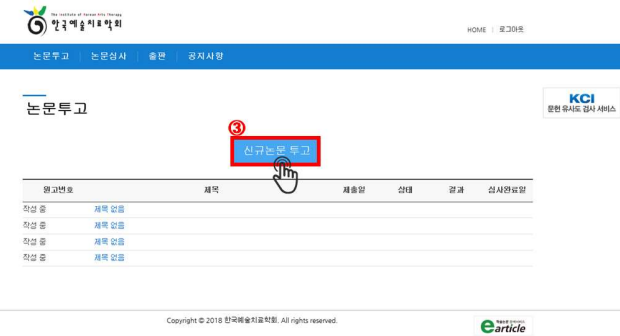 The Institute of Korean Arts Therapy
한국예술치료학회
HOME | 로그아웃
논문투고 | 논문심사 | 출판 | 공지사항
KCI
문헌 유사도 검사 서비스
논문투고
③
신규논문 투고
원고번호 제목 제출일 상태 결과 심사완료일
작성 중 제목 없음
작성 중 제목 없음
작성 중 제목 없음
작성 중 제목 없음
Copyright © 2018 한국예술치료학회. All rights reserved.
earticle